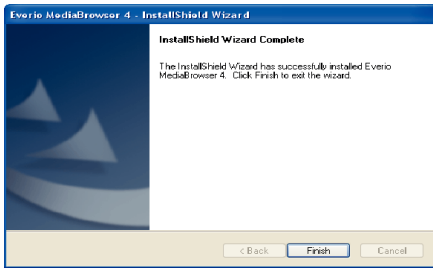 Everio MediaBrowser 4 - InstallShield Wizard
InstallShield Wizard Complete
The InstallShield Wizard has successfully installed Everio
MediaBrowser 4. Click Finish to exit the wizard.
< Back Finish Cancel